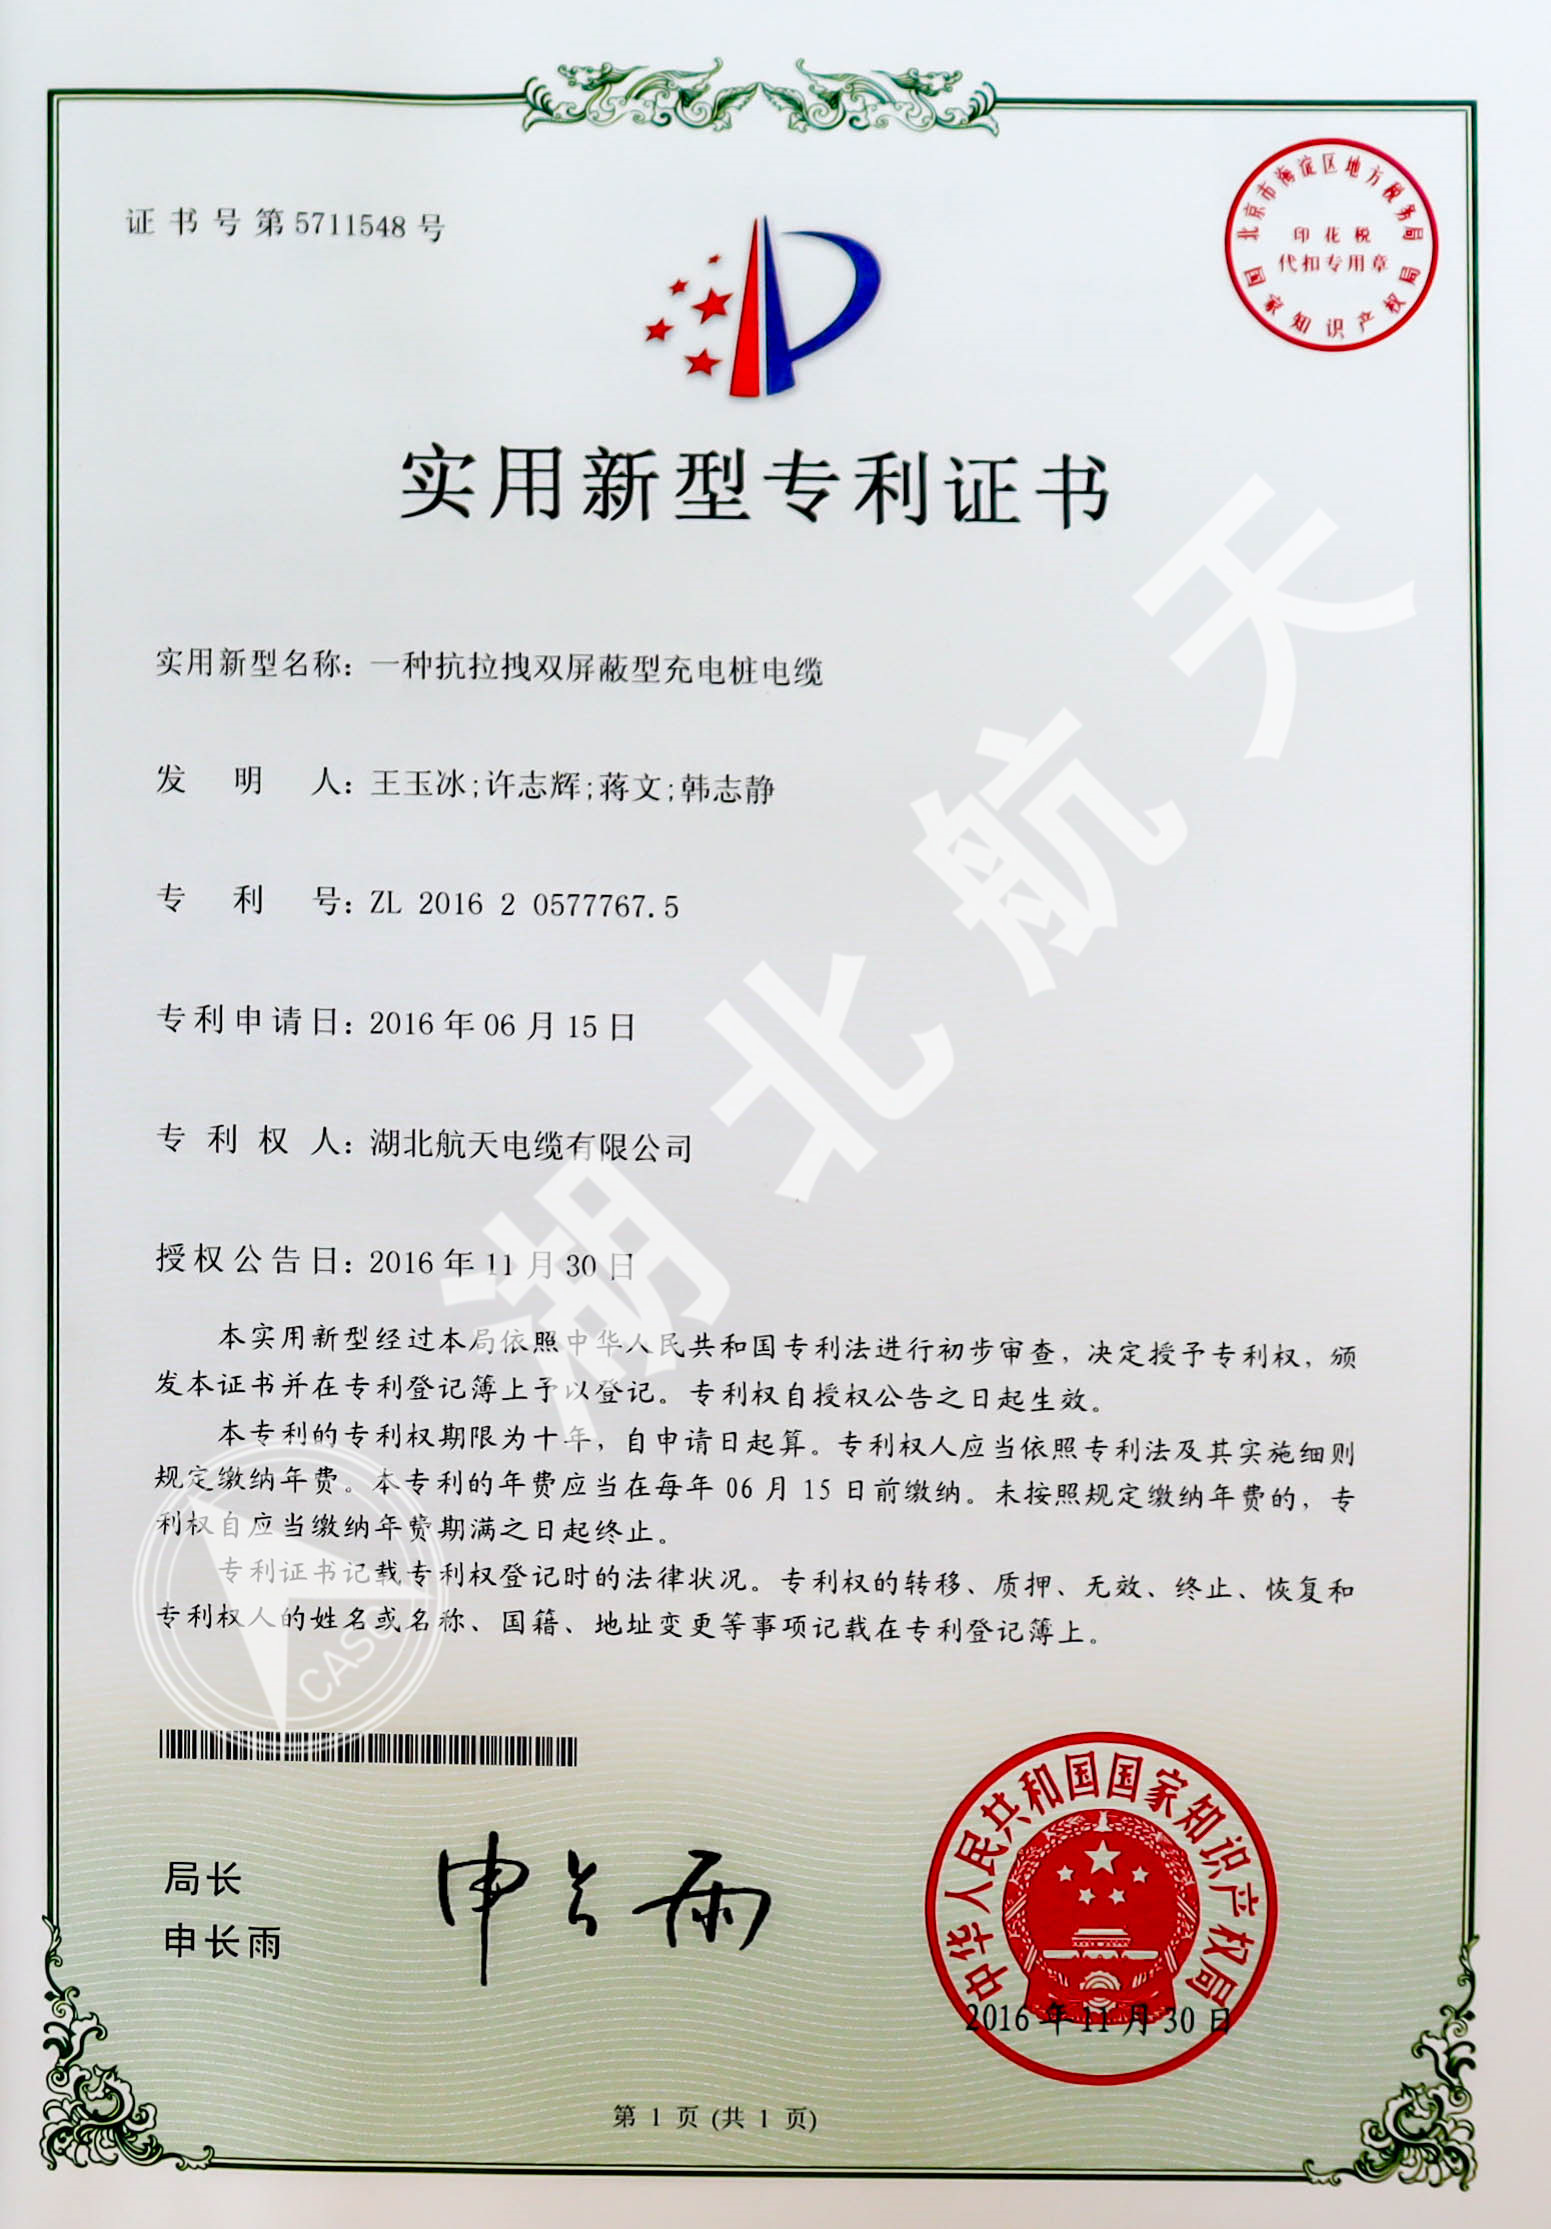 证书号第5711548号
北京市海淀区地方税务局
印花税
代扣专用章
国家知识产权局
实用新型专利证书
实用新型名称：一种抗拉拽双屏蔽型充电桩电缆
发明人：王玉冰;许志辉;蒋文;韩志静
专利号：ZL 2016 2 0577767.5
专利申请日：2016年06月15日
专利权人：湖北航天电缆有限公司
授权公告日：2016年11月30日
本实用新型经过本局依照中华人民共和国专利法进行初步审查，决定授予专利权，颁
发本证书并在专利登记簿上予以登记。专利权自授权公告之日起生效。
本专利的专利权期限为十年，自申请日起算。专利权人应当依照专利法及其实施细则
规定缴纳年费。本专利的年费应当在每年06月15日前缴纳。未按照规定缴纳年费的，专
利权自应当缴纳年费期满之日起终止。
专利证书记载专利权登记时的法律状况。专利权的转移、质押、无效、终止、恢复和
专利权人的姓名或名称、国籍、地址变更等事项记载在专利登记簿上。
湖北航天
CASC
局长
申长雨
申长雨
中华人民共和国国家知识产权局
2016年11月30日
第1页(共1页)